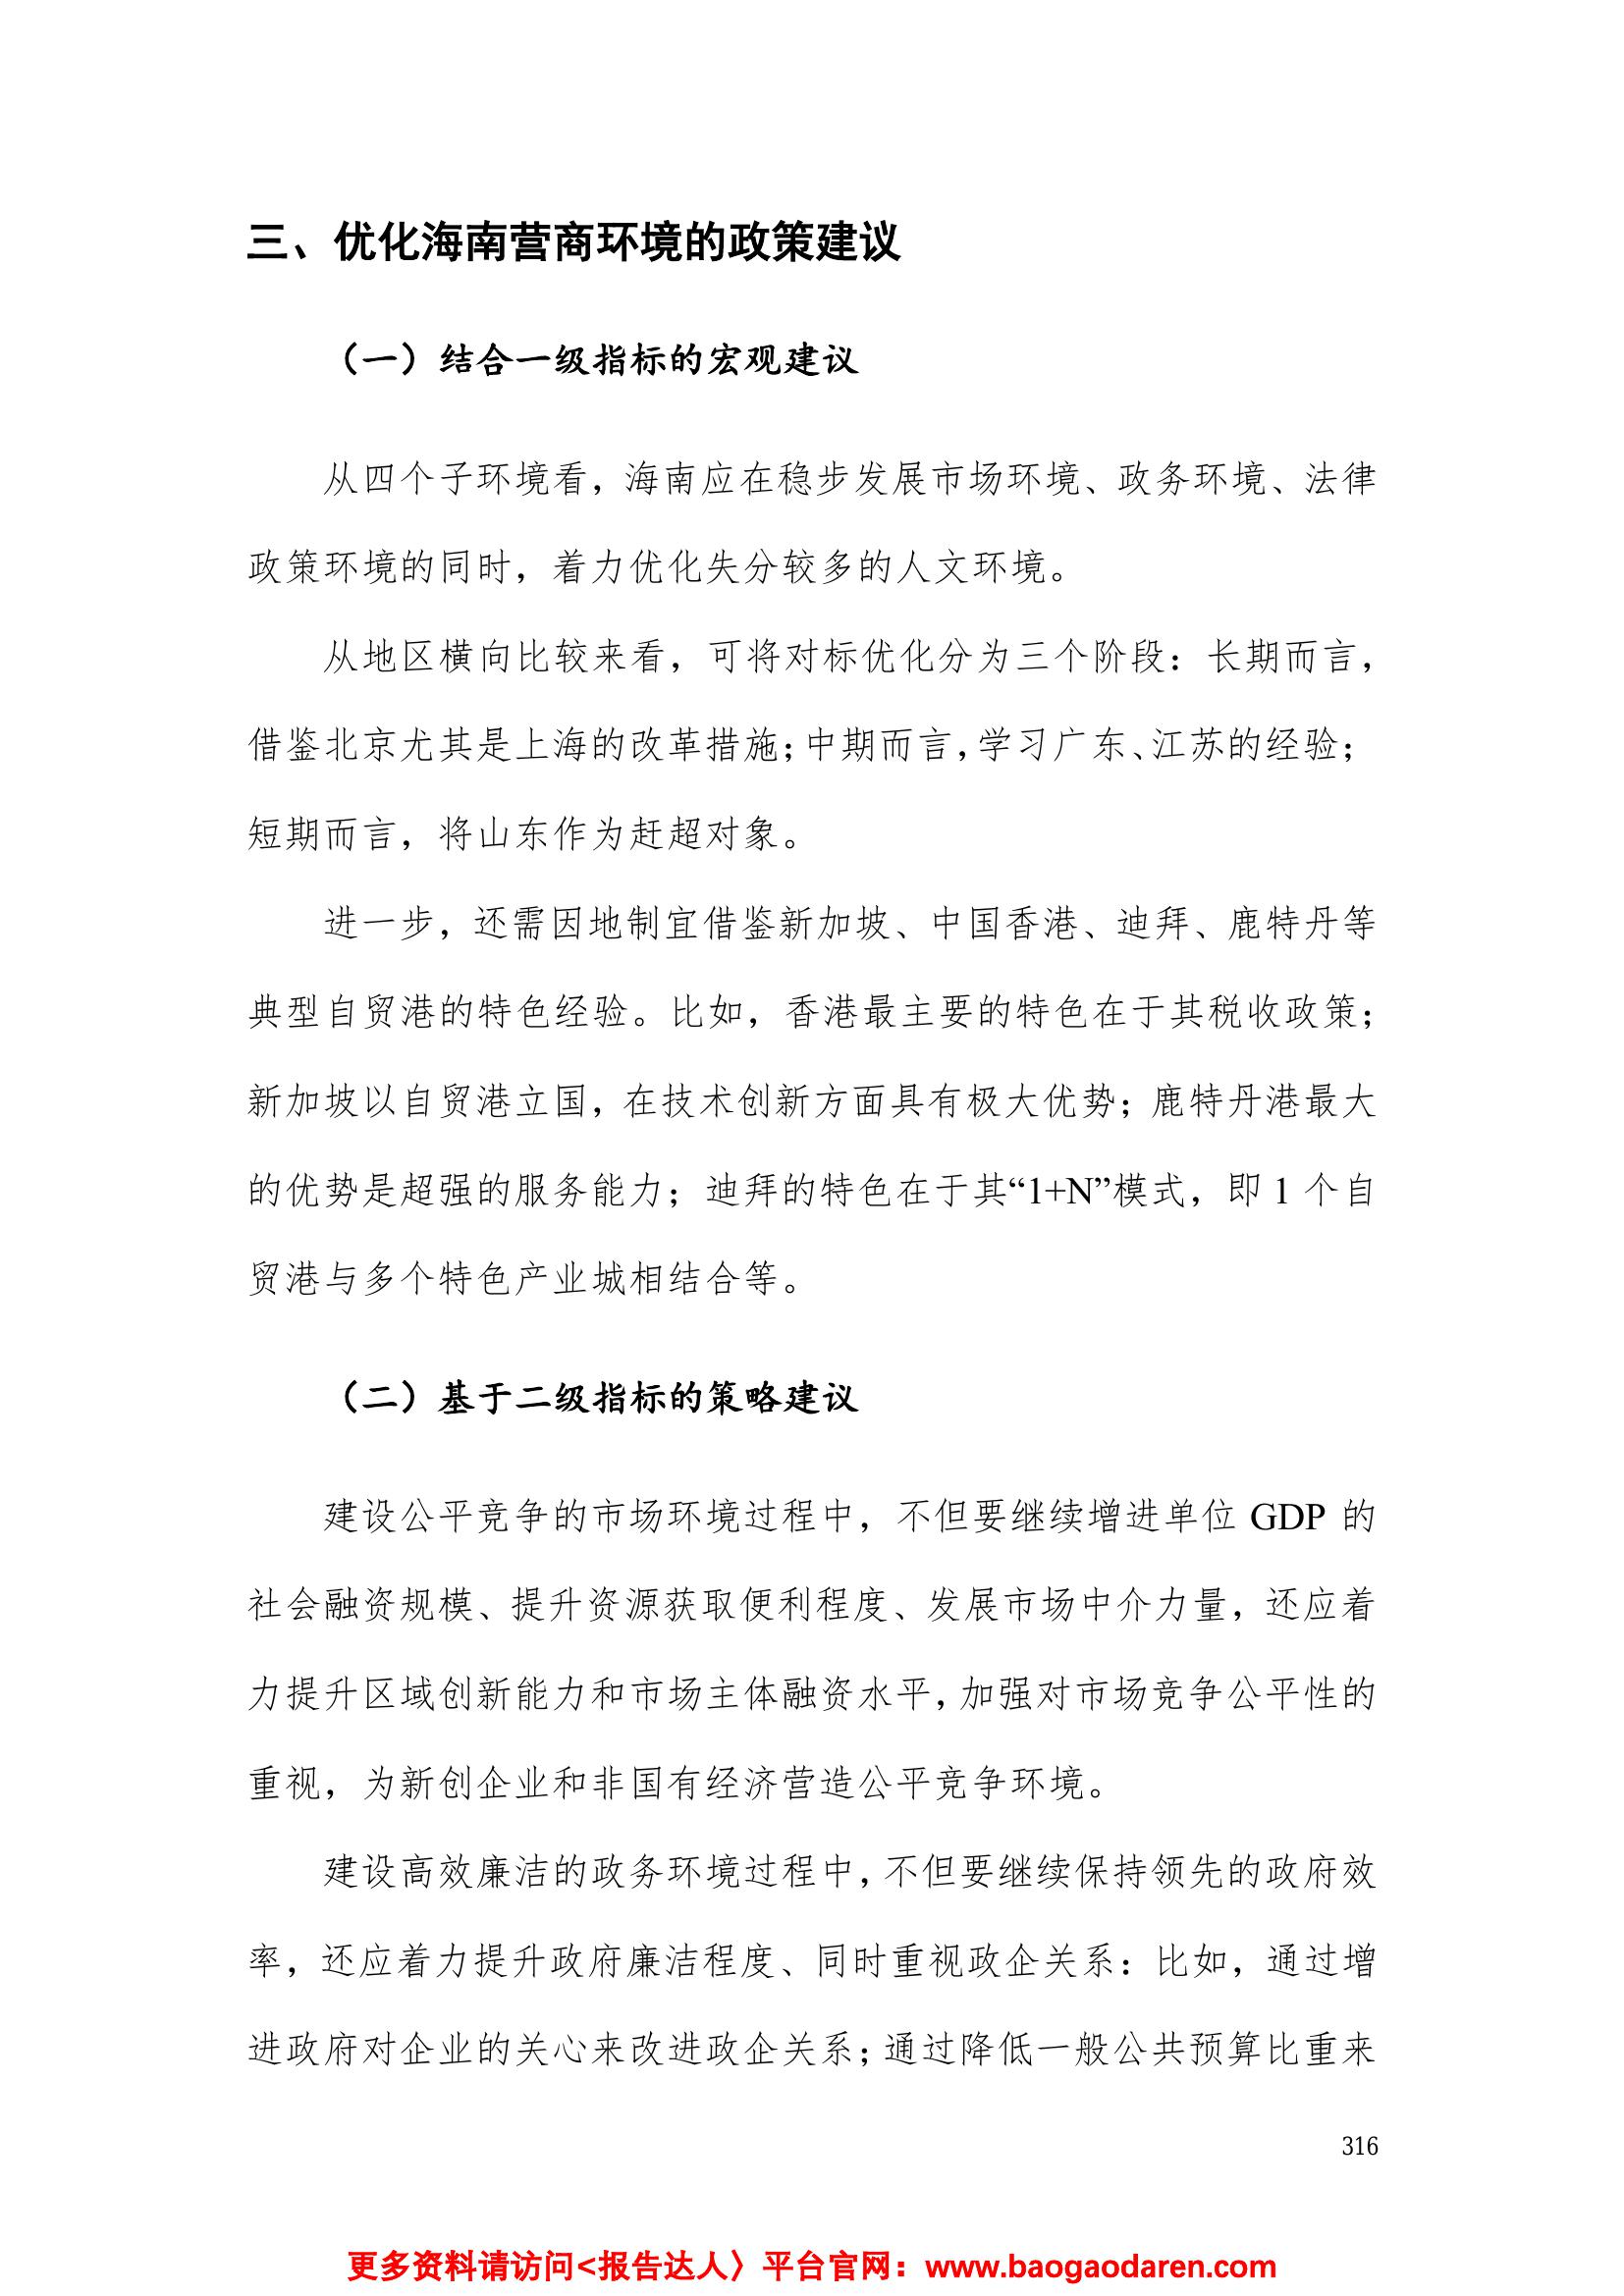 三、优化海南营商环境的政策建议
（一）结合一级指标的宏观建议
从四个子环境看，海南应在稳步发展市场环境、政务环境、法律
政策环境的同时，着力优化失分较多的人文环境。
从地区横向比较来看，可将对标优化分为三个阶段：长期而言，
借鉴北京尤其是上海的改革措施；中期而言，学习广东、江苏的经验；
短期而言，将山东作为赶超对象。
进一步，还需因地制宜借鉴新加坡、中国香港、迪拜、鹿特丹等
典型自贸港的特色经验。比如，香港最主要的特色在于其税收政策；
新加坡以自贸港立国，在技术创新方面具有极大优势；鹿特丹港最大
的优势是超强的服务能力；迪拜的特色在于其“1+N”模式，即 1 个自
贸港与多个特色产业城相结合等。
（二）基于二级指标的策略建议
建设公平竞争的市场环境过程中，不但要继续增进单位 GDP 的
社会融资规模、提升资源获取便利程度、发展市场中介力量，还应着
力提升区域创新能力和市场主体融资水平，加强对市场竞争公平性的
重视，为新创企业和非国有经济营造公平竞争环境。
建设高效廉洁的政务环境过程中，不但要继续保持领先的政府效
率，还应着力提升政府廉洁程度、同时重视政企关系：比如，通过增
进政府对企业的关心来改进政企关系；通过降低一般公共预算比重来
316
更多资料请访问<报告达人〉平台官网：www.baogaodaren.com